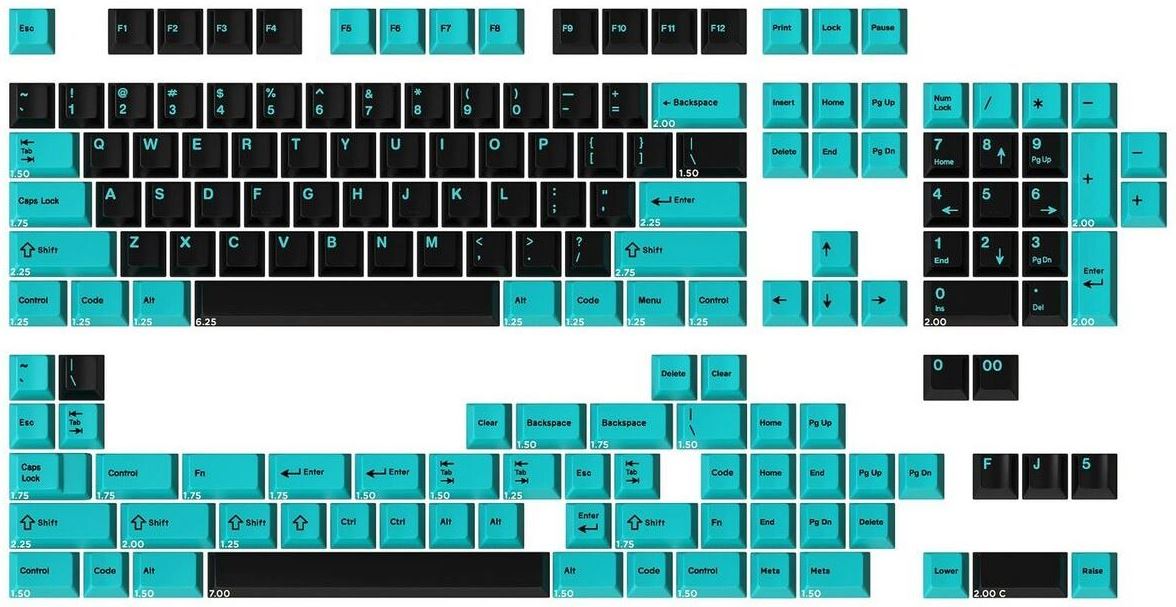 Esc F1 F2 F3 F4 F5 F6 F7 F8 F9 F10 F11 F12 Print Lock Pause
~ ` ! 1 @ 2 # 3 $ 4 % 5 ^ 6 & 7 * 8 ( 9 ) 0 — - + = ← Backspace 2.00 Insert Home Pg Up Num Lock / * −
Tab 1.50 Q W E R T Y U I O P { [ } ] | \ 1.50 Delete End Pg Dn 7 Home 8 ↑ 9 Pg Up + 2.00 −
Caps Lock 1.75 A S D F G H J K L : ; " ' Enter 2.25 4 ← 5 6 → +
Shift 2.25 Z X C V B N M < , > . ? / Shift 2.75 ↑ 1 End 2 ↓ 3 Pg Dn Enter 2.00
Control 1.25 Code 1.25 Alt 1.25 6.25 Alt 1.25 Code 1.25 Menu 1.25 Control 1.25 ← ↓ → 0 Ins 2.00 . Del
~ ` | \ Delete Clear 0 00
Esc Tab Clear Backspace 1.50 Backspace 1.75 | \ 1.50 Home Pg Up
Caps Lock 1.75 Control 1.75 Fn 1.75 Enter 1.75 Enter 1.50 Tab 1.50 Tab 1.25 Esc Tab Code Home End Pg Up Pg Dn F J 5
Shift 2.25 Shift 2.00 Shift 1.25 Ctrl Ctrl Alt Alt Enter Shift 1.75 Fn End Pg Dn Delete
Control 1.50 Code Alt 1.50 7.00 Alt 1.50 Code Control 1.50 Meta Meta 1.50 Lower 2.00 C Raise